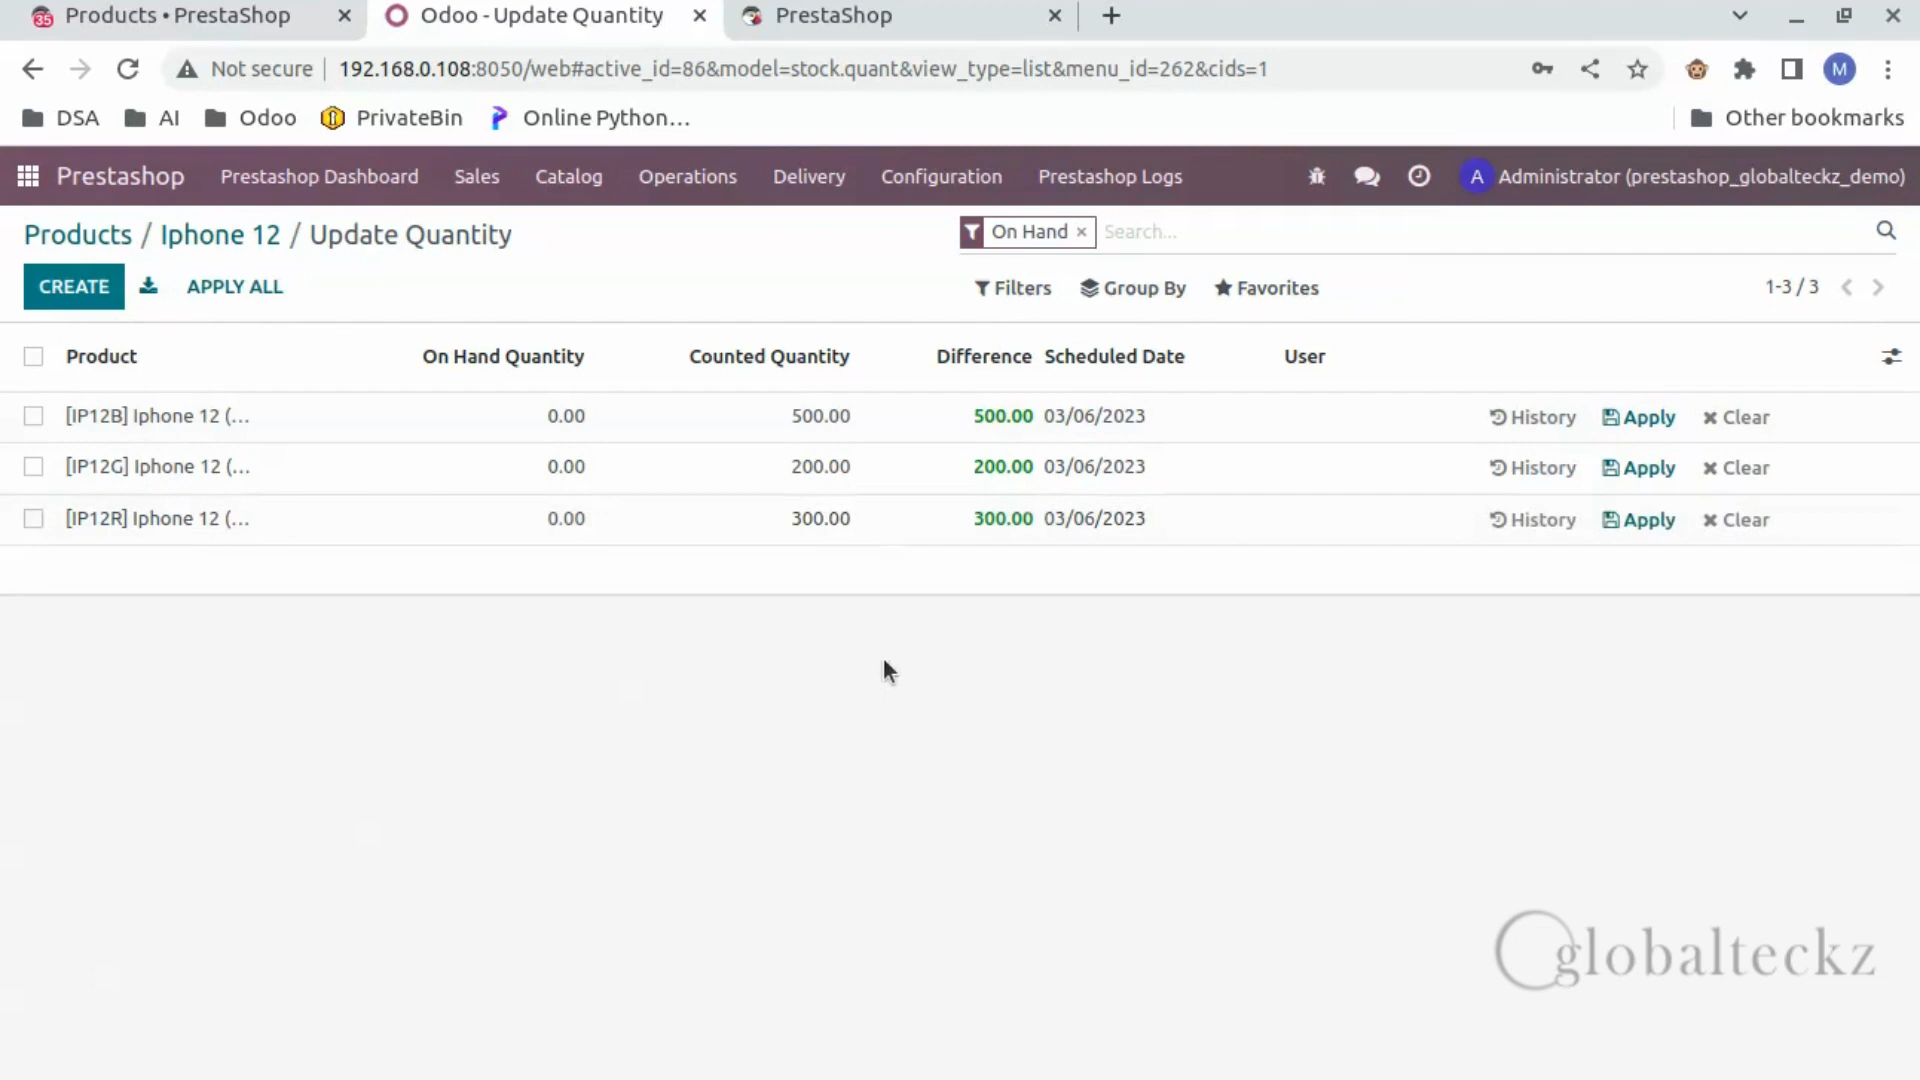 35 Products • PrestaShop
Odoo - Update Quantity
PrestaShop
Not secure
192.168.0.108:8050/web#active_id=86&model=stock.quant&view_type=list&menu_id=262&cids=1
M
DSA
AI
Odoo
PrivateBin
Online Python...
Other bookmarks
Prestashop
Prestashop Dashboard
Sales
Catalog
Operations
Delivery
Configuration
Prestashop Logs
A Administrator (prestashop_globalteckz_demo)
Products / Iphone 12 / Update Quantity
On Hand ×
Search...
CREATE
APPLY ALL
Filters
Group By
Favorites
1-3 / 3
Product On Hand Quantity Counted Quantity Difference Scheduled Date User
[IP12B] Iphone 12 (... 0.00 500.00 500.00 03/06/2023 History Apply Clear
[IP12G] Iphone 12 (... 0.00 200.00 200.00 03/06/2023 History Apply Clear
[IP12R] Iphone 12 (... 0.00 300.00 300.00 03/06/2023 History Apply Clear
globalteckz